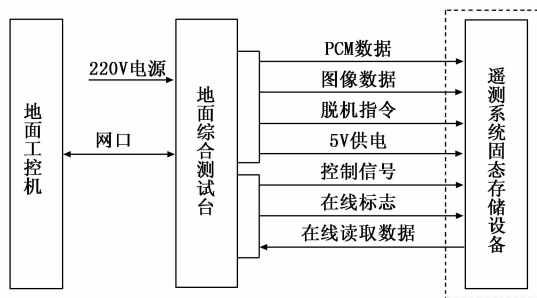 地面工控机
220V电源
网口
地面综合测试台
PCM数据
图像数据
脱机指令
5V供电
控制信号
在线标志
在线读取数据
遥测系统固态存储设备